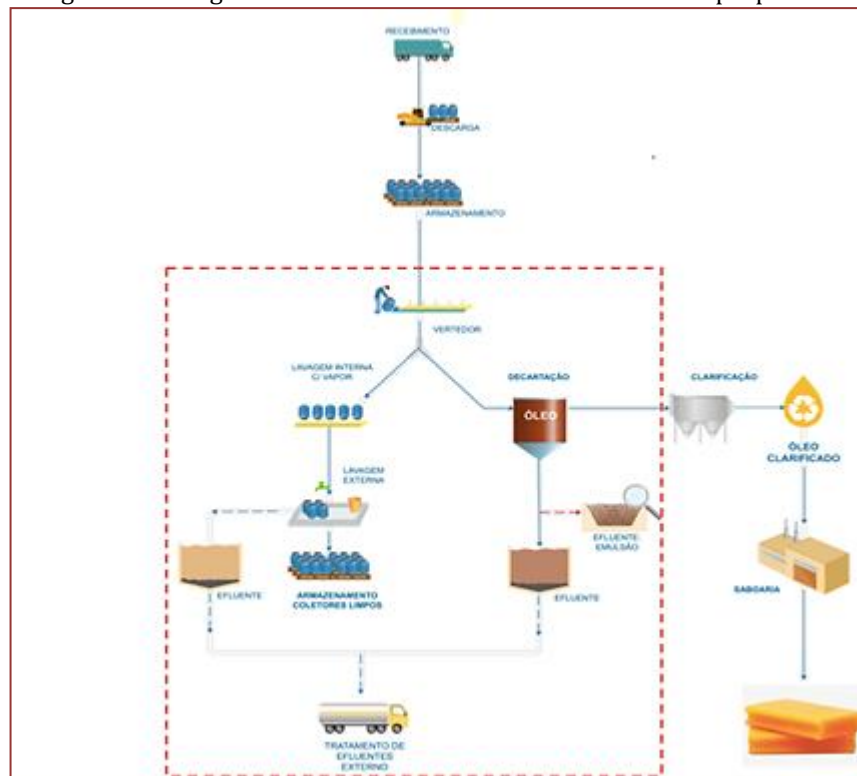 RECEBIMENTO
DESCARGA
ARMAZENAMENTO
VERTEDOR
LAVAGEM INTERNA
C/ VAPOR
DECARTAÇÃO
CLARIFICAÇÃO
ÓLEO
ÓLEO
CLARIFICADO
LAVAGEM
EXTERNA
EFLUENTE:
EMULSÃO
EFLUENTE
ARMAZENAMENTO
COLETORES LIMPOS
EFLUENTE
SABOARIA
TRATAMENTO DE
EFLUENTES
EXTERNO